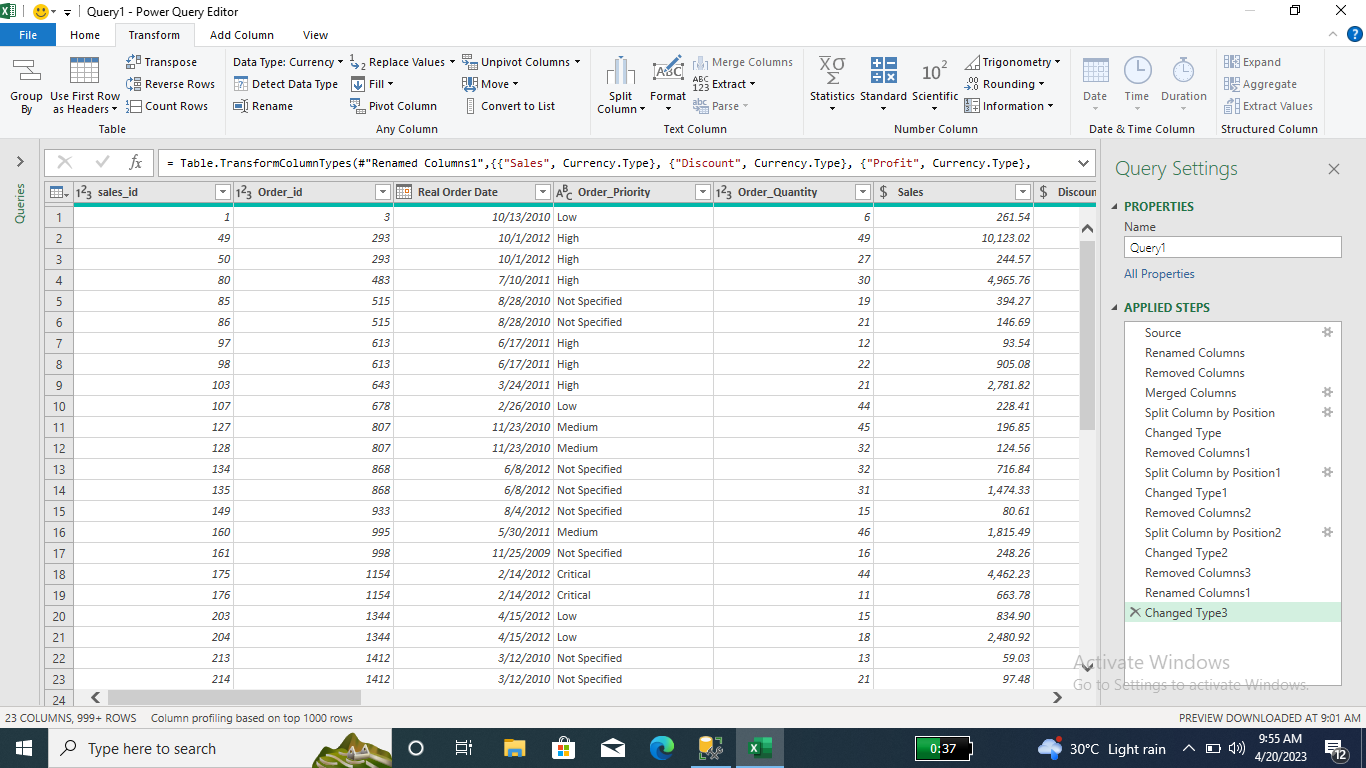 Query1 - Power Query Editor
File Home Transform Add Column View
Group By
Use First Row as Headers
Transpose
Reverse Rows
Count Rows
Table
Data Type: Currency
Detect Data Type
Rename
Replace Values
Fill
Pivot Column
Unpivot Columns
Move
Convert to List
Any Column
Split Column
Format
Merge Columns
Extract
Parse
Text Column
Statistics
Standard
Scientific
Trigonometry
Rounding
Information
Number Column
Date
Time
Duration
Date & Time Column
Expand
Aggregate
Extract Values
Structured Column
Queries
= Table.TransformColumnTypes(#"Renamed Columns1",{{"Sales", Currency.Type}, {"Discount", Currency.Type}, {"Profit", Currency.Type},
sales_id Order_id Real Order Date Order_Priority Order_Quantity Sales Discoun
1 1 3 10/13/2010 Low 6 261.54
2 49 293 10/1/2012 High 49 10,123.02
3 50 293 10/1/2012 High 27 244.57
4 80 483 7/10/2011 High 30 4,965.76
5 85 515 8/28/2010 Not Specified 19 394.27
6 86 515 8/28/2010 Not Specified 21 146.69
7 97 613 6/17/2011 High 12 93.54
8 98 613 6/17/2011 High 22 905.08
9 103 643 3/24/2011 High 21 2,781.82
10 107 678 2/26/2010 Low 44 228.41
11 127 807 11/23/2010 Medium 45 196.85
12 128 807 11/23/2010 Medium 32 124.56
13 134 868 6/8/2012 Not Specified 32 716.84
14 135 868 6/8/2012 Not Specified 31 1,474.33
15 149 933 8/4/2012 Not Specified 15 80.61
16 160 995 5/30/2011 Medium 46 1,815.49
17 161 998 11/25/2009 Not Specified 16 248.26
18 175 1154 2/14/2012 Critical 44 4,462.23
19 176 1154 2/14/2012 Critical 11 663.78
20 203 1344 4/15/2012 Low 15 834.90
21 204 1344 4/15/2012 Low 18 2,480.92
22 213 1412 3/12/2010 Not Specified 13 59.03
23 214 1412 3/12/2010 Not Specified 21 97.48
24
Query Settings
PROPERTIES
Name
Query1
All Properties
APPLIED STEPS
Source
Renamed Columns
Removed Columns
Merged Columns
Split Column by Position
Changed Type
Removed Columns1
Split Column by Position1
Changed Type1
Removed Columns2
Split Column by Position2
Changed Type2
Removed Columns3
Renamed Columns1
Changed Type3
Activate Windows
Go to Settings to activate Windows.
23 COLUMNS, 999+ ROWS Column profiling based on top 1000 rows PREVIEW DOWNLOADED AT 9:01 AM
Type here to search
0:37
30°C Light rain
9:55 AM
4/20/2023
12